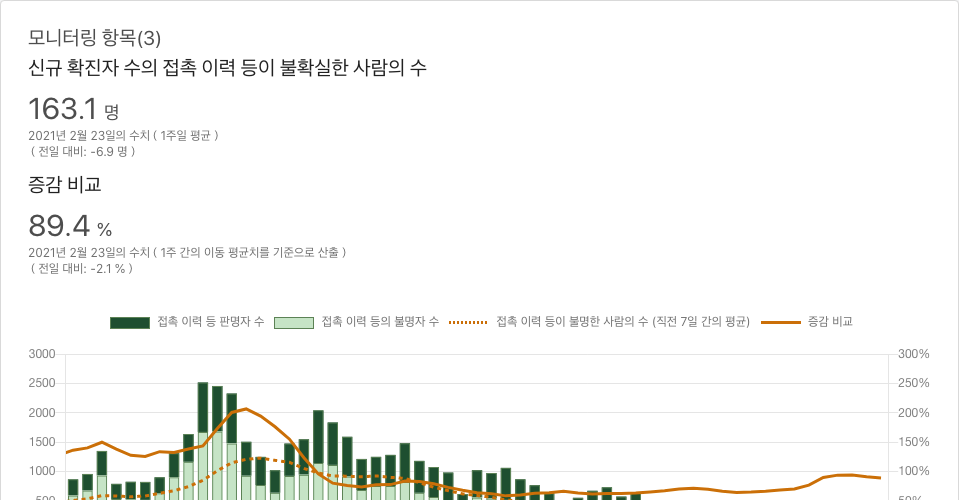 모니터링 항목(3)
신규 확진자 수의 접촉 이력 등이 불확실한 사람의 수
163.1 명
2021년 2월 23일의 수치 ( 1주일 평균 )
( 전일 대비: -6.9 명 )
증감 비교
89.4 %
2021년 2월 23일의 수치 ( 1주 간의 이동 평균치를 기준으로 산출 )
( 전일 대비: -2.1 % )
접촉 이력 등 판명자 수 접촉 이력 등의 불명자 수 접촉 이력 등이 불명한 사람의 수 (직전 7일 간의 평균) 증감 비교
3000 300%
2500 250%
2000 200%
1500 150%
1000 100%
500 50%